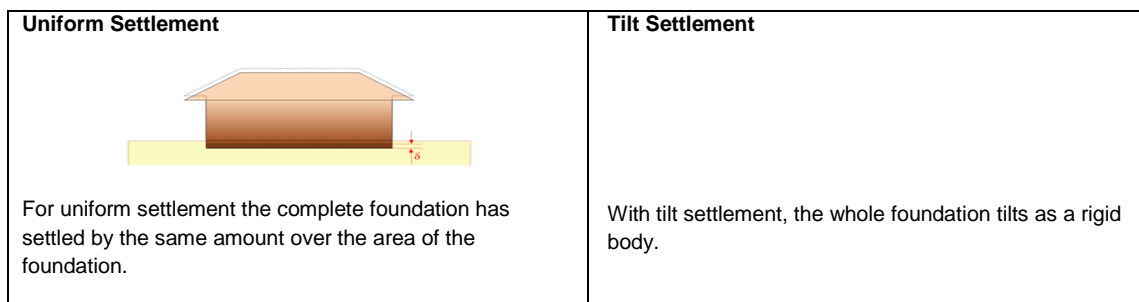 Uniform Settlement
δ
For uniform settlement the complete foundation has
settled by the same amount over the area of the
foundation.
Tilt Settlement
With tilt settlement, the whole foundation tilts as a rigid
body.